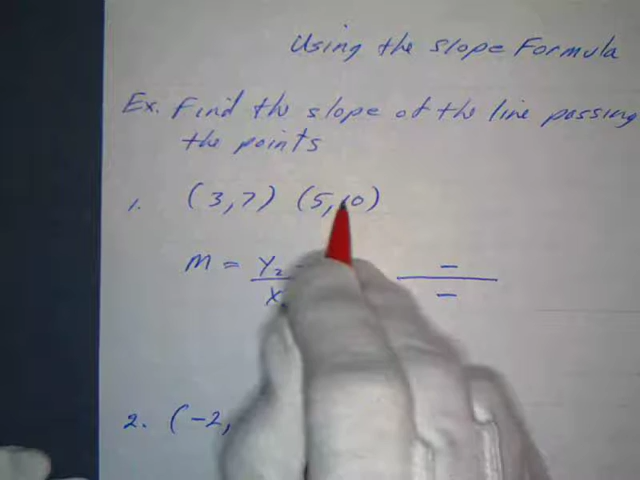 Using the slope Formula
Ex. Find the slope of the line passing
the points
1. (3,7) (5,10)
m = y₂
x
2. (-2,